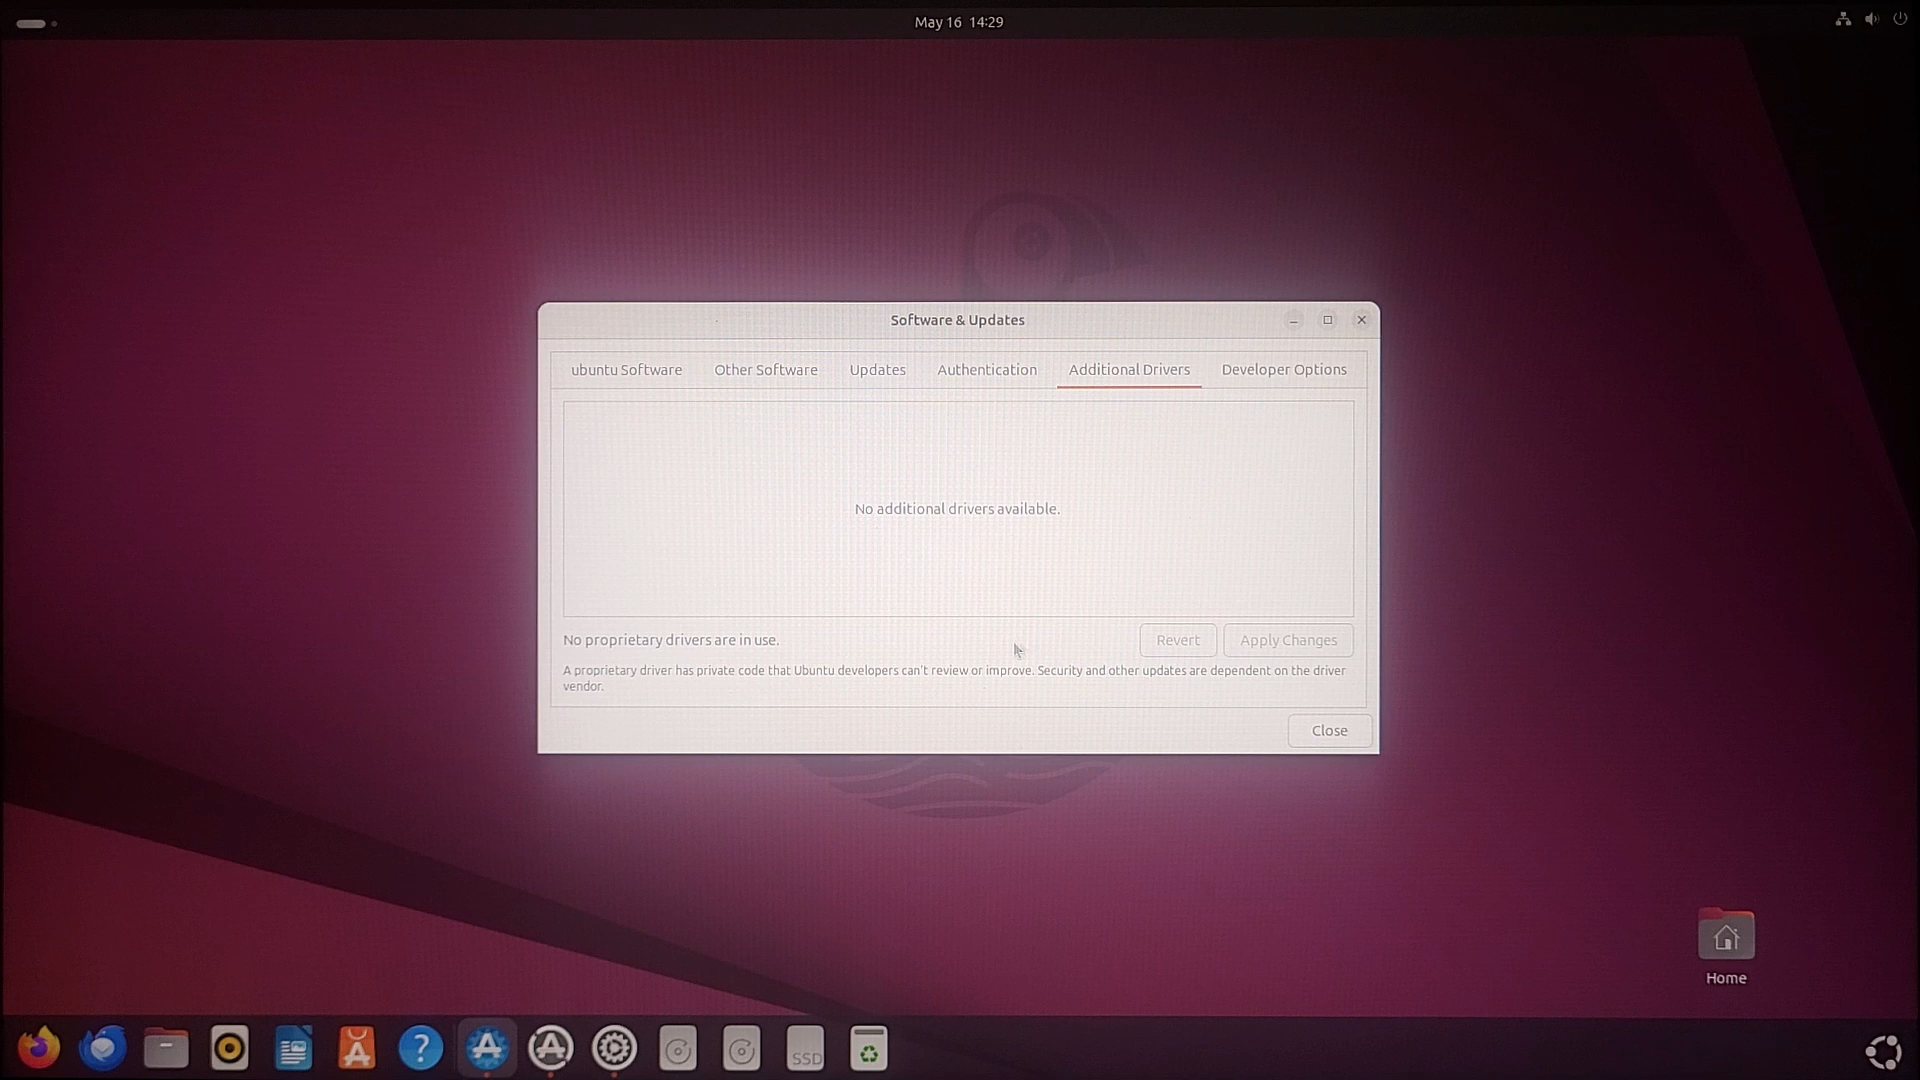 May 16 14:29
Software & Updates
ubuntu Software Other Software Updates Authentication Additional Drivers Developer Options
No additional drivers available.
No proprietary drivers are in use. Revert Apply Changes
A proprietary driver has private code that Ubuntu developers can't review or improve. Security and other updates are dependent on the driver
vendor.
Close
Home
SSD